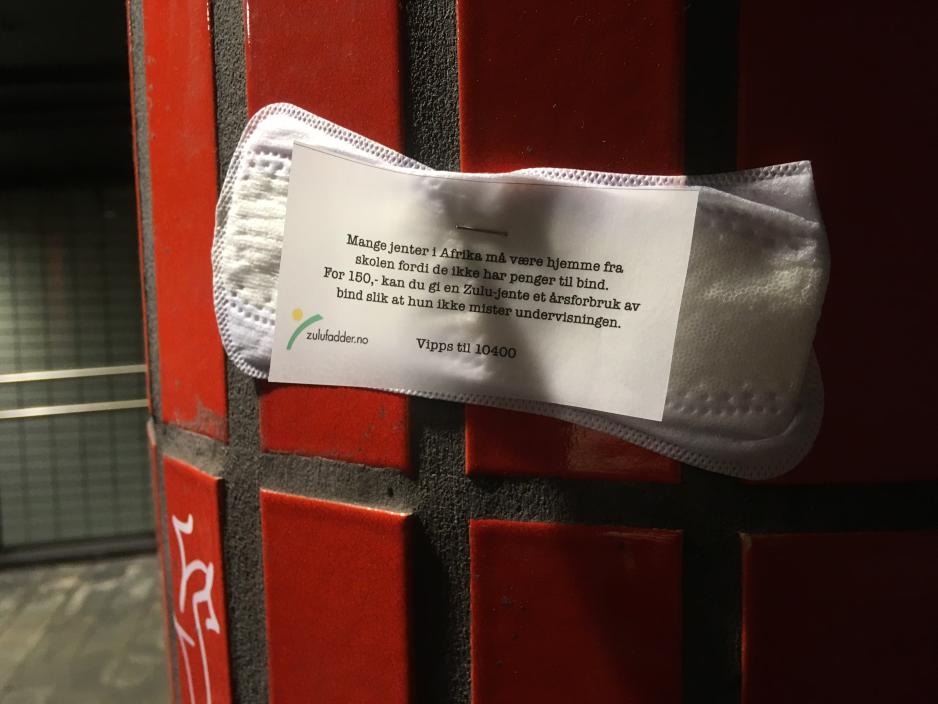 Mange jenter i Afrika må være hjemme fra
skolen fordi de ikke har penger til bind.
For 150,- kan du gi en Zulu-jente et årsforbruk av
bind slik at hun ikke mister undervisningen.
zulufadder.no
Vipps til 10400